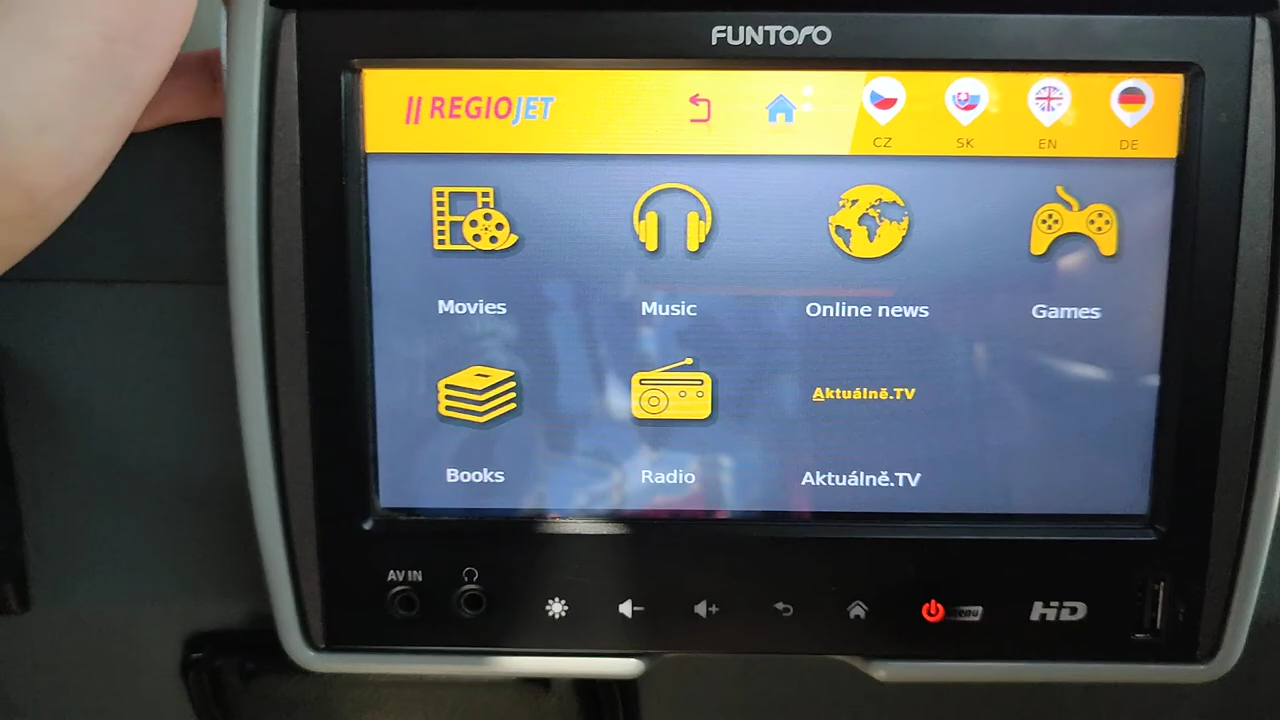 FUNTORO
|| REGIOJET
CZ SK EN DE
Movies Music Online news Games
Aktuálně.TV
Books Radio Aktuálně.TV
AV IN
menu HD